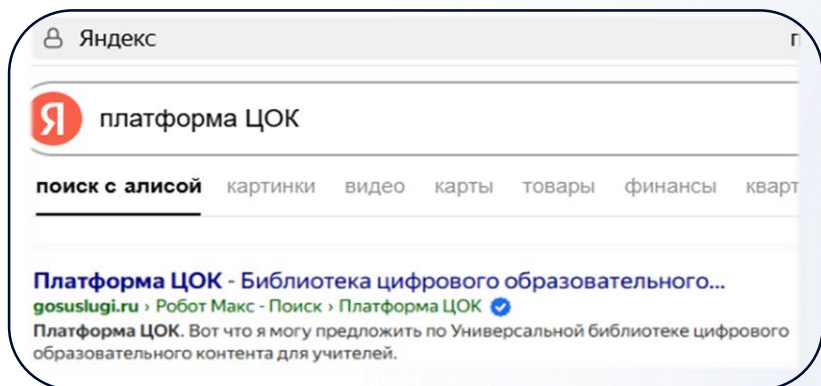 Яндекс
Я платформа ЦОК
поиск с алисой картинки видео карты товары финансы кварт
Платформа ЦОК - Библиотека цифрового образовательного...
gosuslugi.ru › Робот Макс - Поиск › Платформа ЦОК
Платформа ЦОК. Вот что я могу предложить по Универсальной библиотеке цифрового
образовательного контента для учителей.